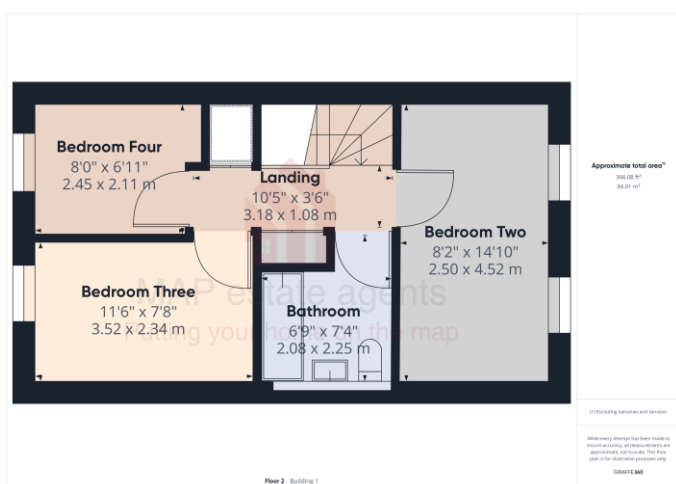 Bedroom Four
8'0" x 6'11"
2.45 x 2.11 m
Landing
10'5" x 3'6"
3.18 x 1.08 m
Bedroom Two
8'2" x 14'10"
2.50 x 4.52 m
Bedroom Three
11'6" x 7'8"
3.52 x 2.34 m
Bathroom
6'9" x 7'4"
2.08 x 2.25 m
MAP estate agents
Putting your home on the map
Approximate total area⁽¹⁾
366.08 ft²
34.01 m²
(1) Excluding balconies and terraces
While every attempt has been made to
ensure accuracy, all measurements are
approximate, not to scale. This floor
plan is for illustrative purposes only.
GIRAFFE360
Floor 2 Building 1